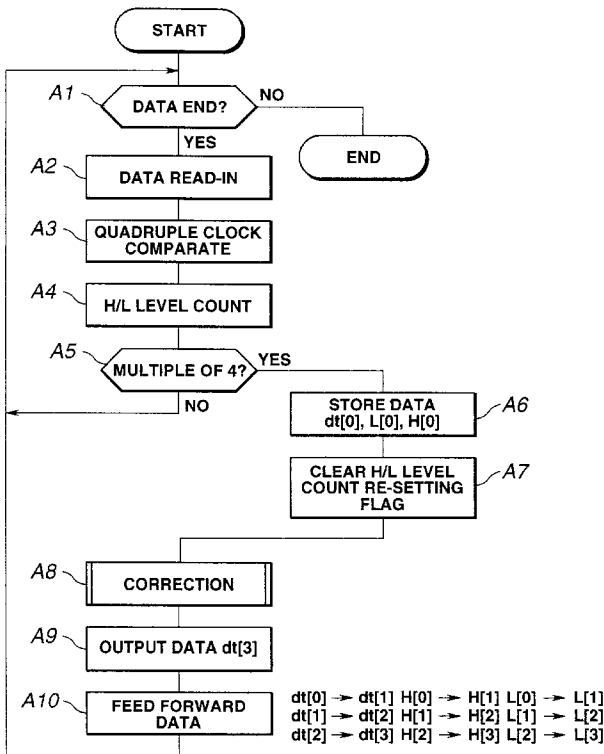 START
A1
DATA END?
NO
YES
END
A2
DATA READ-IN
A3
QUADRUPLE CLOCK
COMPARATE
A4
H/L LEVEL COUNT
A5
MULTIPLE OF 4?
YES
NO
STORE DATA
dt[0], L[0], H[0]
A6
CLEAR H/L LEVEL
COUNT RE-SETTING
FLAG
A7
A8
CORRECTION
A9
OUTPUT DATA dt[3]
A10
FEED FORWARD
DATA
dt[0] → dt[1] H[0] → H[1] L[0] → L[1]
dt[1] → dt[2] H[1] → H[2] L[1] → L[2]
dt[2] → dt[3] H[2] → H[3] L[2] → L[3]